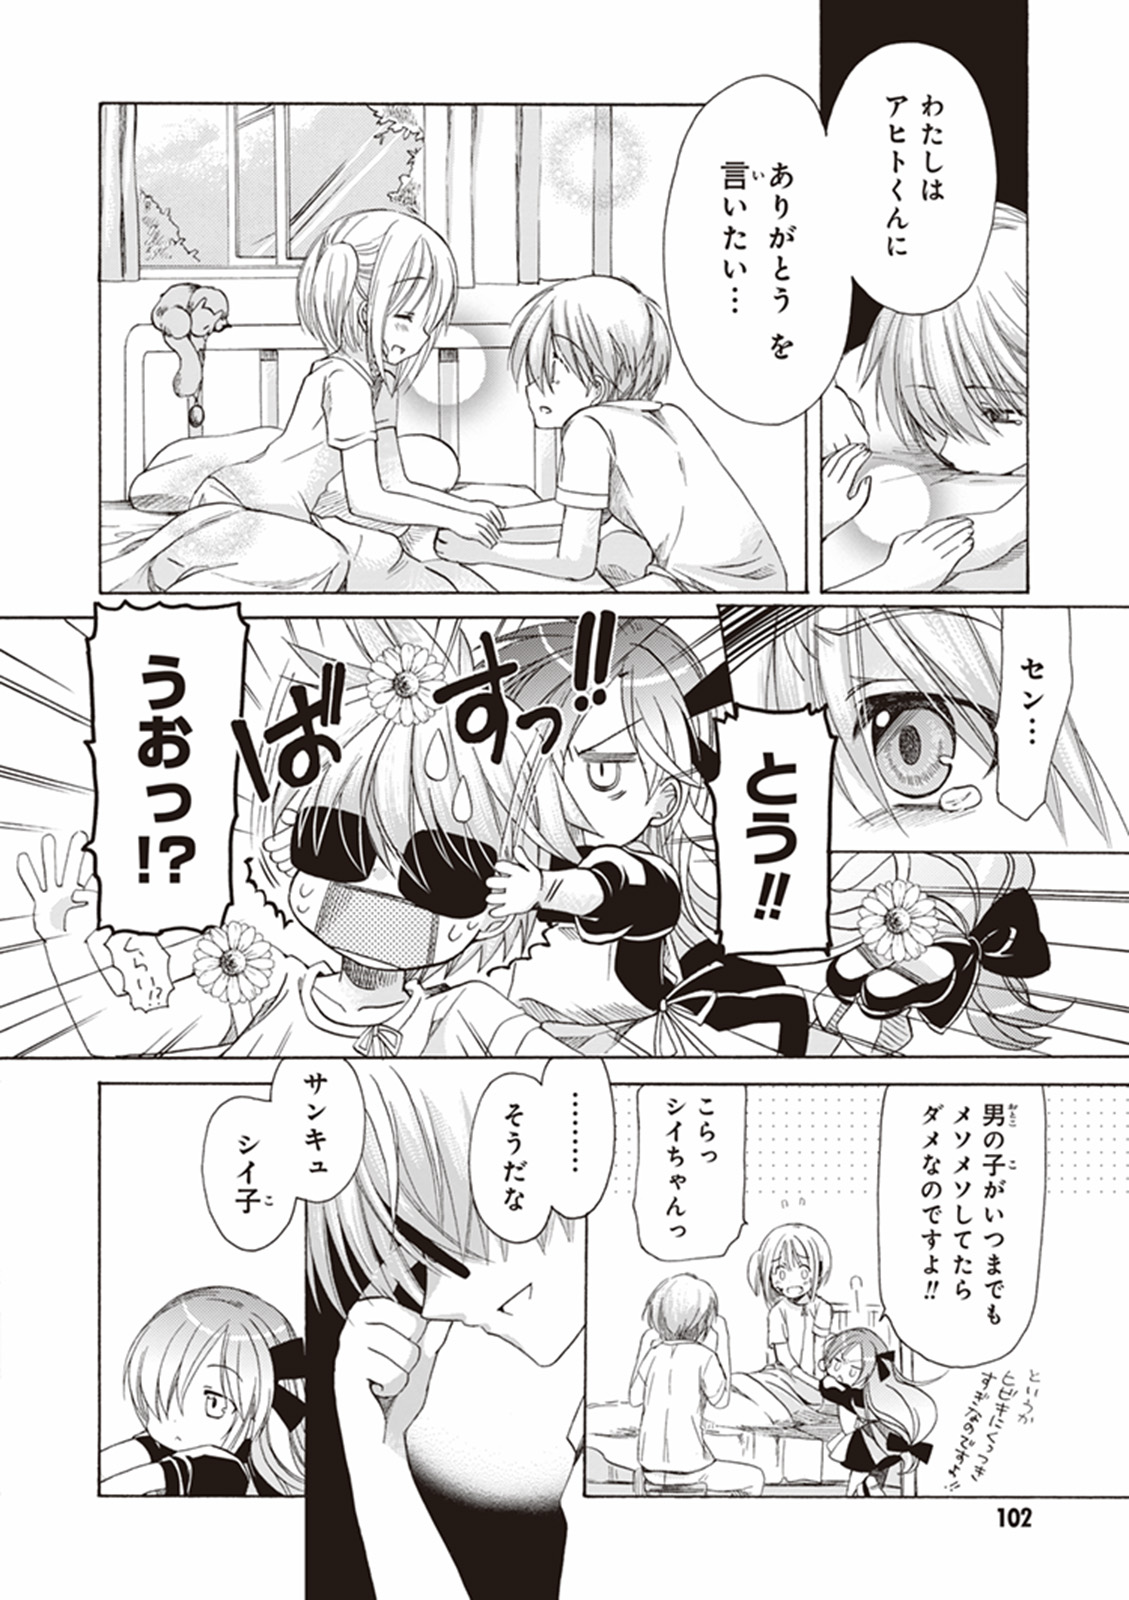 わたしは
アヒトくんに
ありがとうを
言いたい…
セン…
とう!!
すっ!!
ばっ
うおっ!?
男の子がいつまでも
メソメソしてたら
ダメなのですよ!!
というか
ヒビキにくっつき
すぎなのですよ!!
こらっ
シイちゃんっ
………
そうだな
サンキュ
シイ子
102